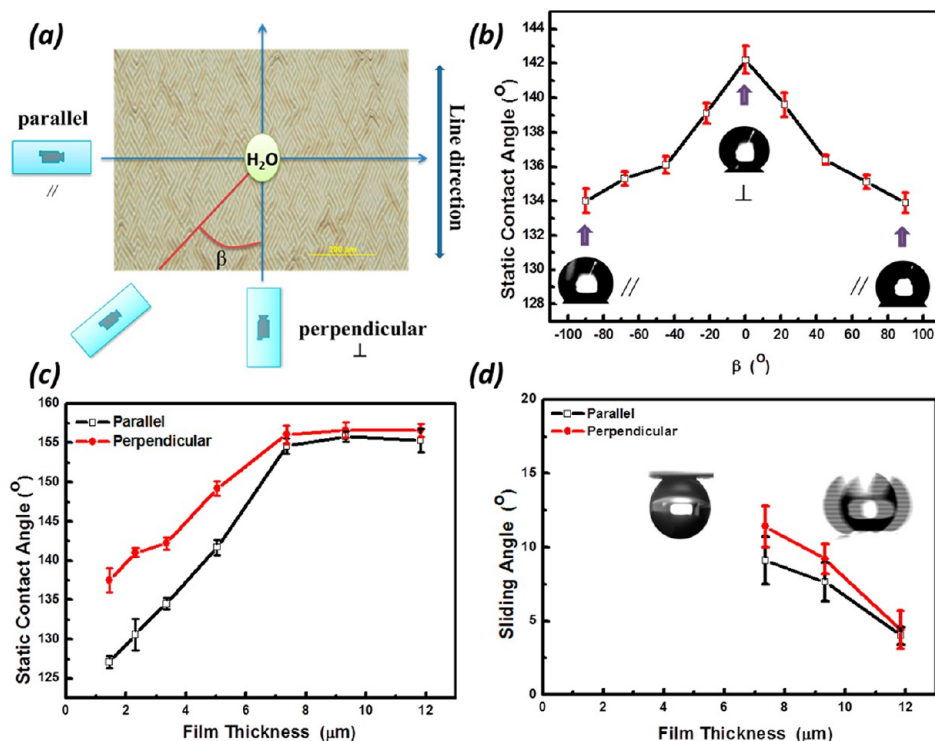 (a)
parallel
//
H₂O
β
Line direction
perpendicular
⊥
(b)
Static Contact Angle (°)
142
140
138
136
134
132
130
128
⊥
//
//
-100 -80 -60 -40 -20 0 20 40 60 80 100
β (°)
(c)
Static Contact Angle (°)
160
155
150
145
140
135
130
125
Parallel
Perpendicular
0 2 4 6 8 10 12
Film Thickness (μm)
(d)
Sliding Angle (°)
20
15
10
5
0
Parallel
Perpendicular
0 2 4 6 8 10 12
Film Thickness (μm)